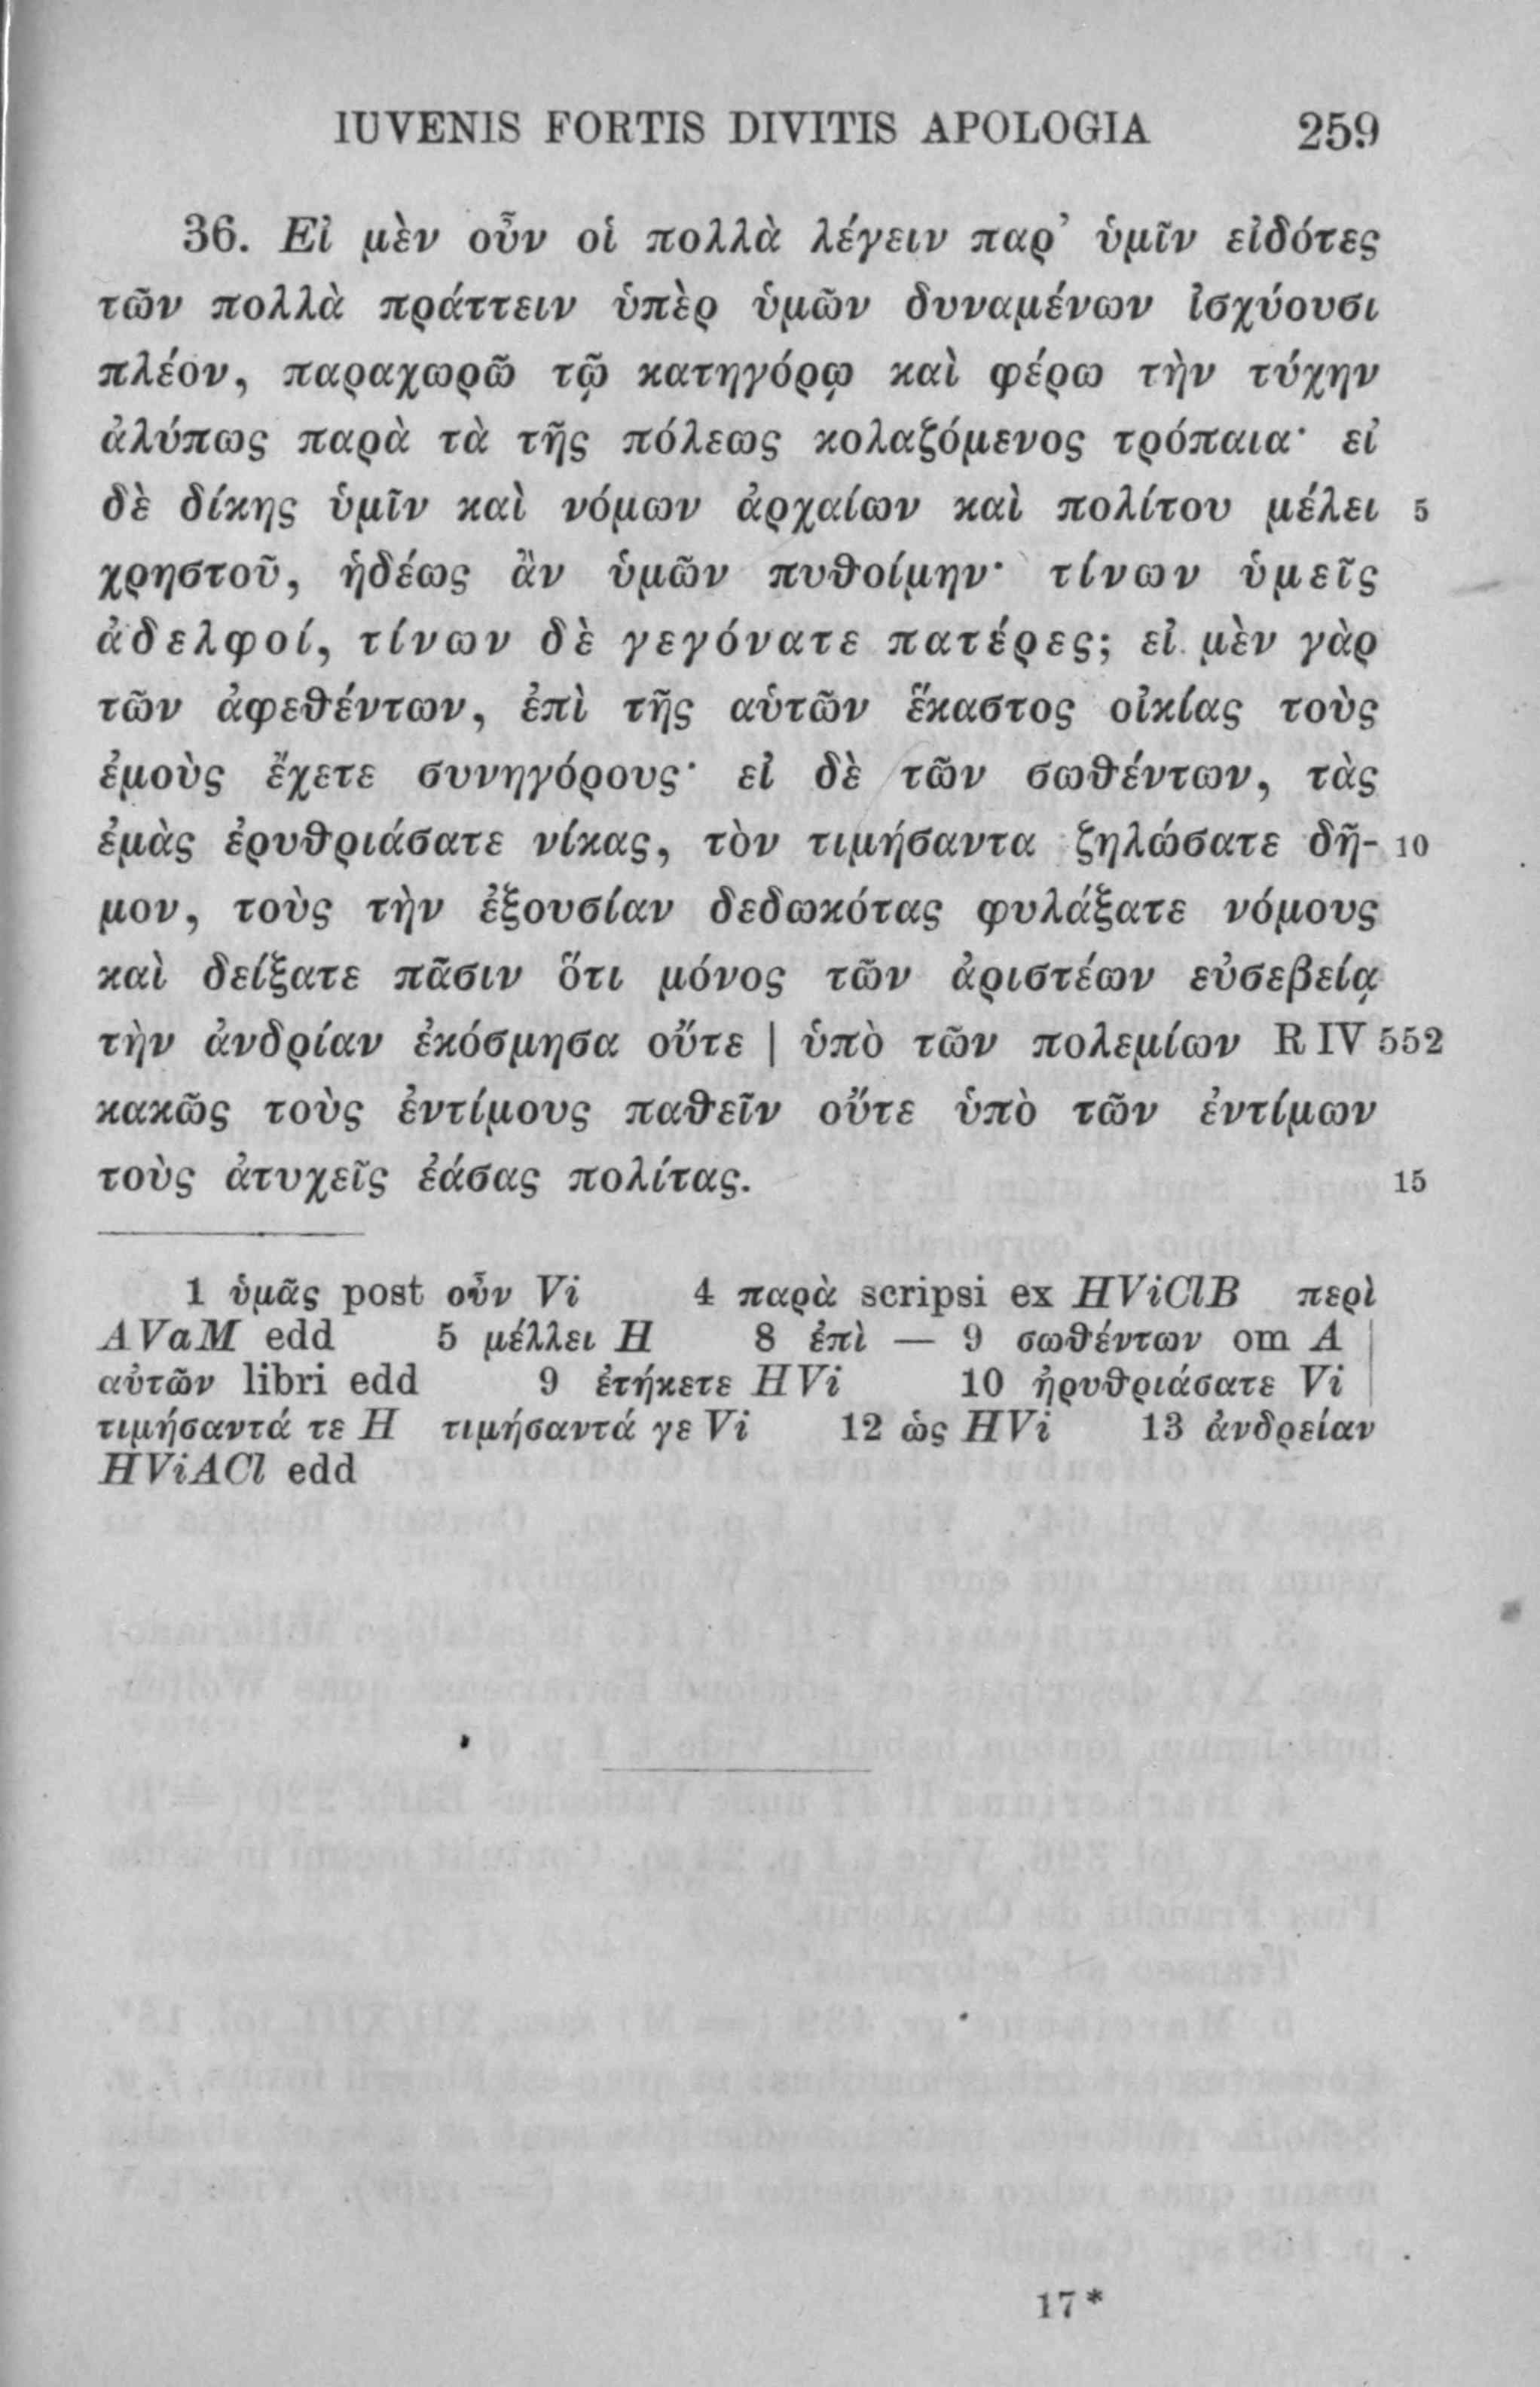 IUVENIS FORTIS DIVITIS APOLOGIA 259
36. Εἰ μὲν οὖν οἱ πολλὰ λέγειν παρ’ ὑμῖν εἰδότες
τῶν πολλὰ πράττειν ὑπὲρ ὑμῶν δυναμένων ἰσχύουσι
πλέον, παραχωρῶ τῷ κατηγόρῳ καὶ φέρω τὴν τύχην
ἀλύπως παρὰ τὰ τῆς πόλεως κολαζόμενος τρόπαια· εἰ
δὲ δίκης ὑμῖν καὶ νόμων ἀρχαίων καὶ πολίτου μέλει 5
χρηστοῦ, ἡδέως ἂν ὑμῶν πυθοίμην· τίνων ὑμεῖς
ἀδελφοί, τίνων δὲ γεγόνατε πατέρες; εἰ μὲν γὰρ
τῶν ἀφεθέντων, ἐπὶ τῆς αὑτῶν ἕκαστος οἰκίας τοὺς
ἐμοὺς ἔχετε συνηγόρους· εἰ δὲ τῶν σωθέντων, τὰς
ἐμὰς ἐρυθριάσατε νίκας, τὸν τιμήσαντα ζηλώσατε δῆ- 10
μον, τοὺς τὴν ἐξουσίαν δεδωκότας φυλάξατε νόμους
καὶ δείξατε πᾶσιν ὅτι μόνος τῶν ἀριστέων εὐσεβείᾳ
τὴν ἀνδρίαν ἐκόσμησα οὔτε | ὑπὸ τῶν πολεμίων R IV 552
κακῶς τοὺς ἐντίμους παθεῖν οὔτε ὑπὸ τῶν ἐντίμων
τοὺς ἀτυχεῖς ἐάσας πολίτας. 15
1 ὑμᾶς post οὖν Vi 4 παρὰ scripsi ex HViClB περὶ
AVaM edd 5 μέλλει H 8 ἐπὶ — 9 σωθέντων om A |
αὐτῶν libri edd 9 ἐτήκετε HVi 10 ἠρυθριάσατε Vi |
τιμήσαντά τε H τιμήσαντά γε Vi 12 ὡς HVi 13 ἀνδρείαν
HViACl edd
17*